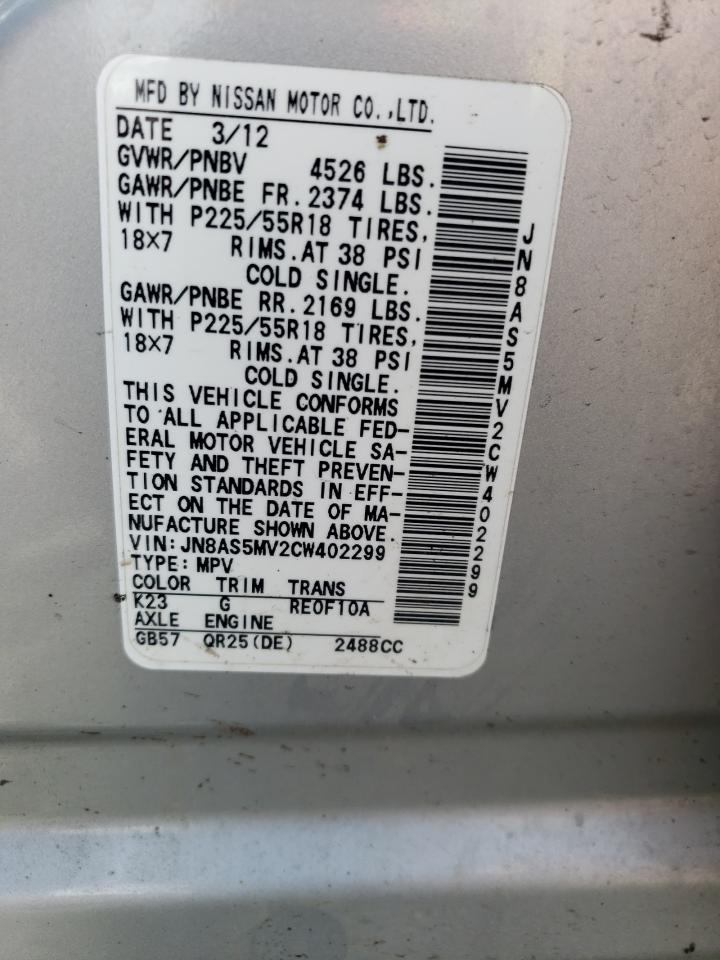 MFD BY NISSAN MOTOR CO.,LTD.
DATE 3/12
GVWR/PNBV 4526 LBS.
GAWR/PNBE FR. 2374 LBS.
WITH P225/55R18 TIRES,
18X7 RIMS.AT 38 PSI
COLD SINGLE.
GAWR/PNBE RR. 2169 LBS.
WITH P225/55R18 TIRES,
18X7 RIMS.AT 38 PSI
COLD SINGLE.
THIS VEHICLE CONFORMS
TO ALL APPLICABLE FED-
ERAL MOTOR VEHICLE SA-
FETY AND THEFT PREVEN-
TION STANDARDS IN EFF-
ECT ON THE DATE OF MA-
NUFACTURE SHOWN ABOVE.
VIN:JN8AS5MV2CW402299
TYPE:MPV
COLOR TRIM TRANS
K23 G RE0F10A
AXLE ENGINE
GB57 QR25(DE) 2488CC
JN8AS5MV2CW402299